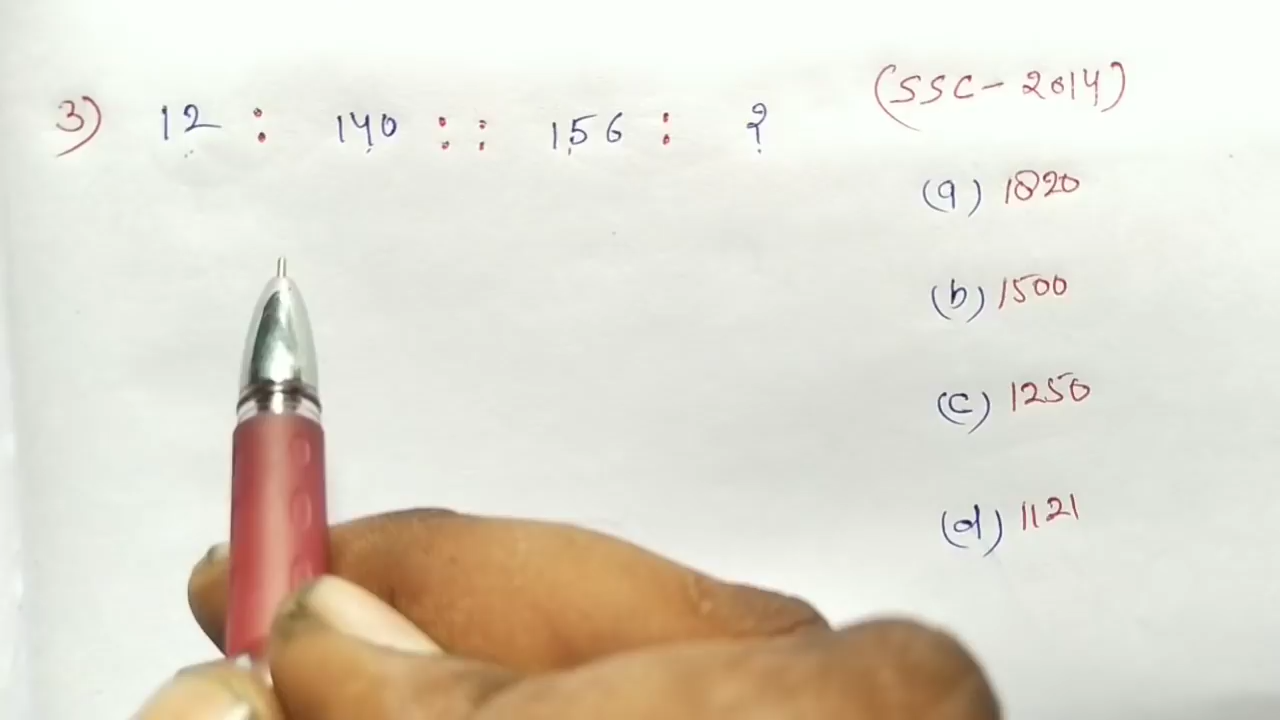 3) 12 : 140 :: 156 : ?
(SSC-2014)
(a) 1820
(b) 1500
(c) 1250
(d) 1121